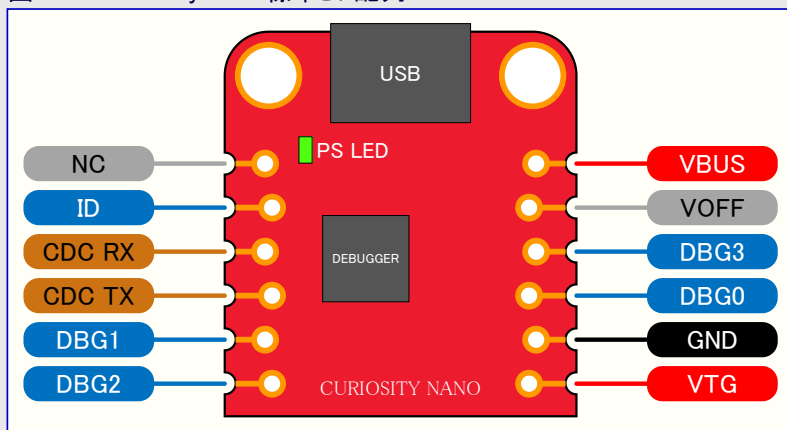 USB
PS LED
NC
VBUS
ID
VOFF
CDC RX
DEBUGGER
DBG3
CDC TX
DBG0
DBG1
GND
DBG2
CURIOSITY NANO
VTG